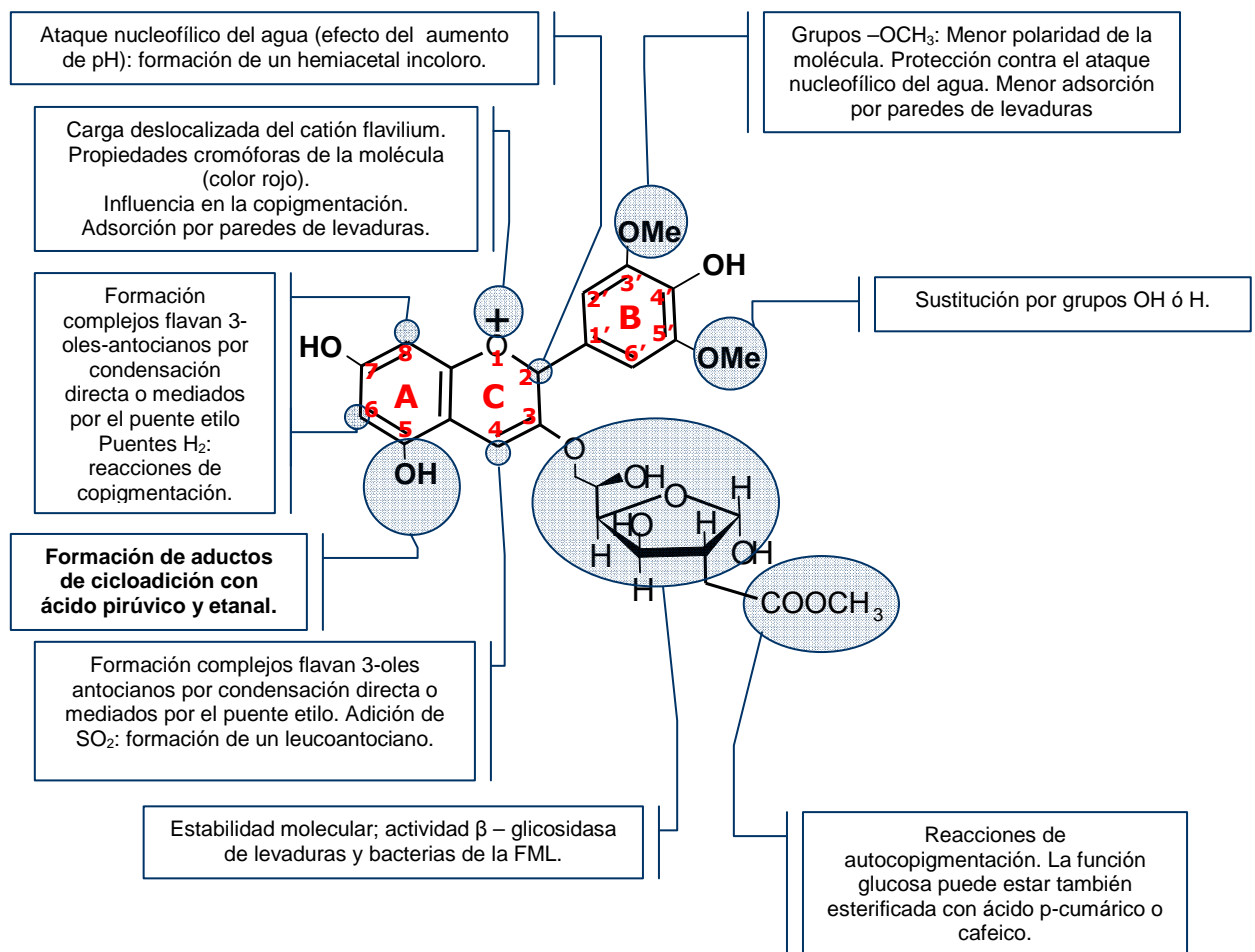 Ataque nucleofílico del agua (efecto del aumento
de pH): formación de un hemiacetal incoloro.
Grupos –OCH3: Menor polaridad de la
molécula. Protección contra el ataque
nucleofílico del agua. Menor adsorción
por paredes de levaduras
Carga deslocalizada del catión flavilium.
Propiedades cromóforas de la molécula
(color rojo).
Influencia en la copigmentación.
Adsorción por paredes de levaduras.
Formación
complejos flavan 3-
oles-antocianos por
condensación
directa o mediados
por el puente etilo
Puentes H2:
reacciones de
copigmentación.
Sustitución por grupos OH ó H.
OMe
OH
3′
2′
4′
B
1′
5′
6′
OMe
+
O
1
HO
8
7
2
A
C
6
3
5
4
OH
O
OH
O
H
HO
H
H
OH
H
COOCH3
Formación de aductos
de cicloadición con
ácido pirúvico y etanal.
Formación complejos flavan 3-oles
antocianos por condensación directa o
mediados por el puente etilo. Adición de
SO2: formación de un leucoantociano.
Estabilidad molecular; actividad β – glicosidasa
de levaduras y bacterias de la FML.
Reacciones de
autocopigmentación. La función
glucosa puede estar también
esterificada con ácido p-cumárico o
cafeico.